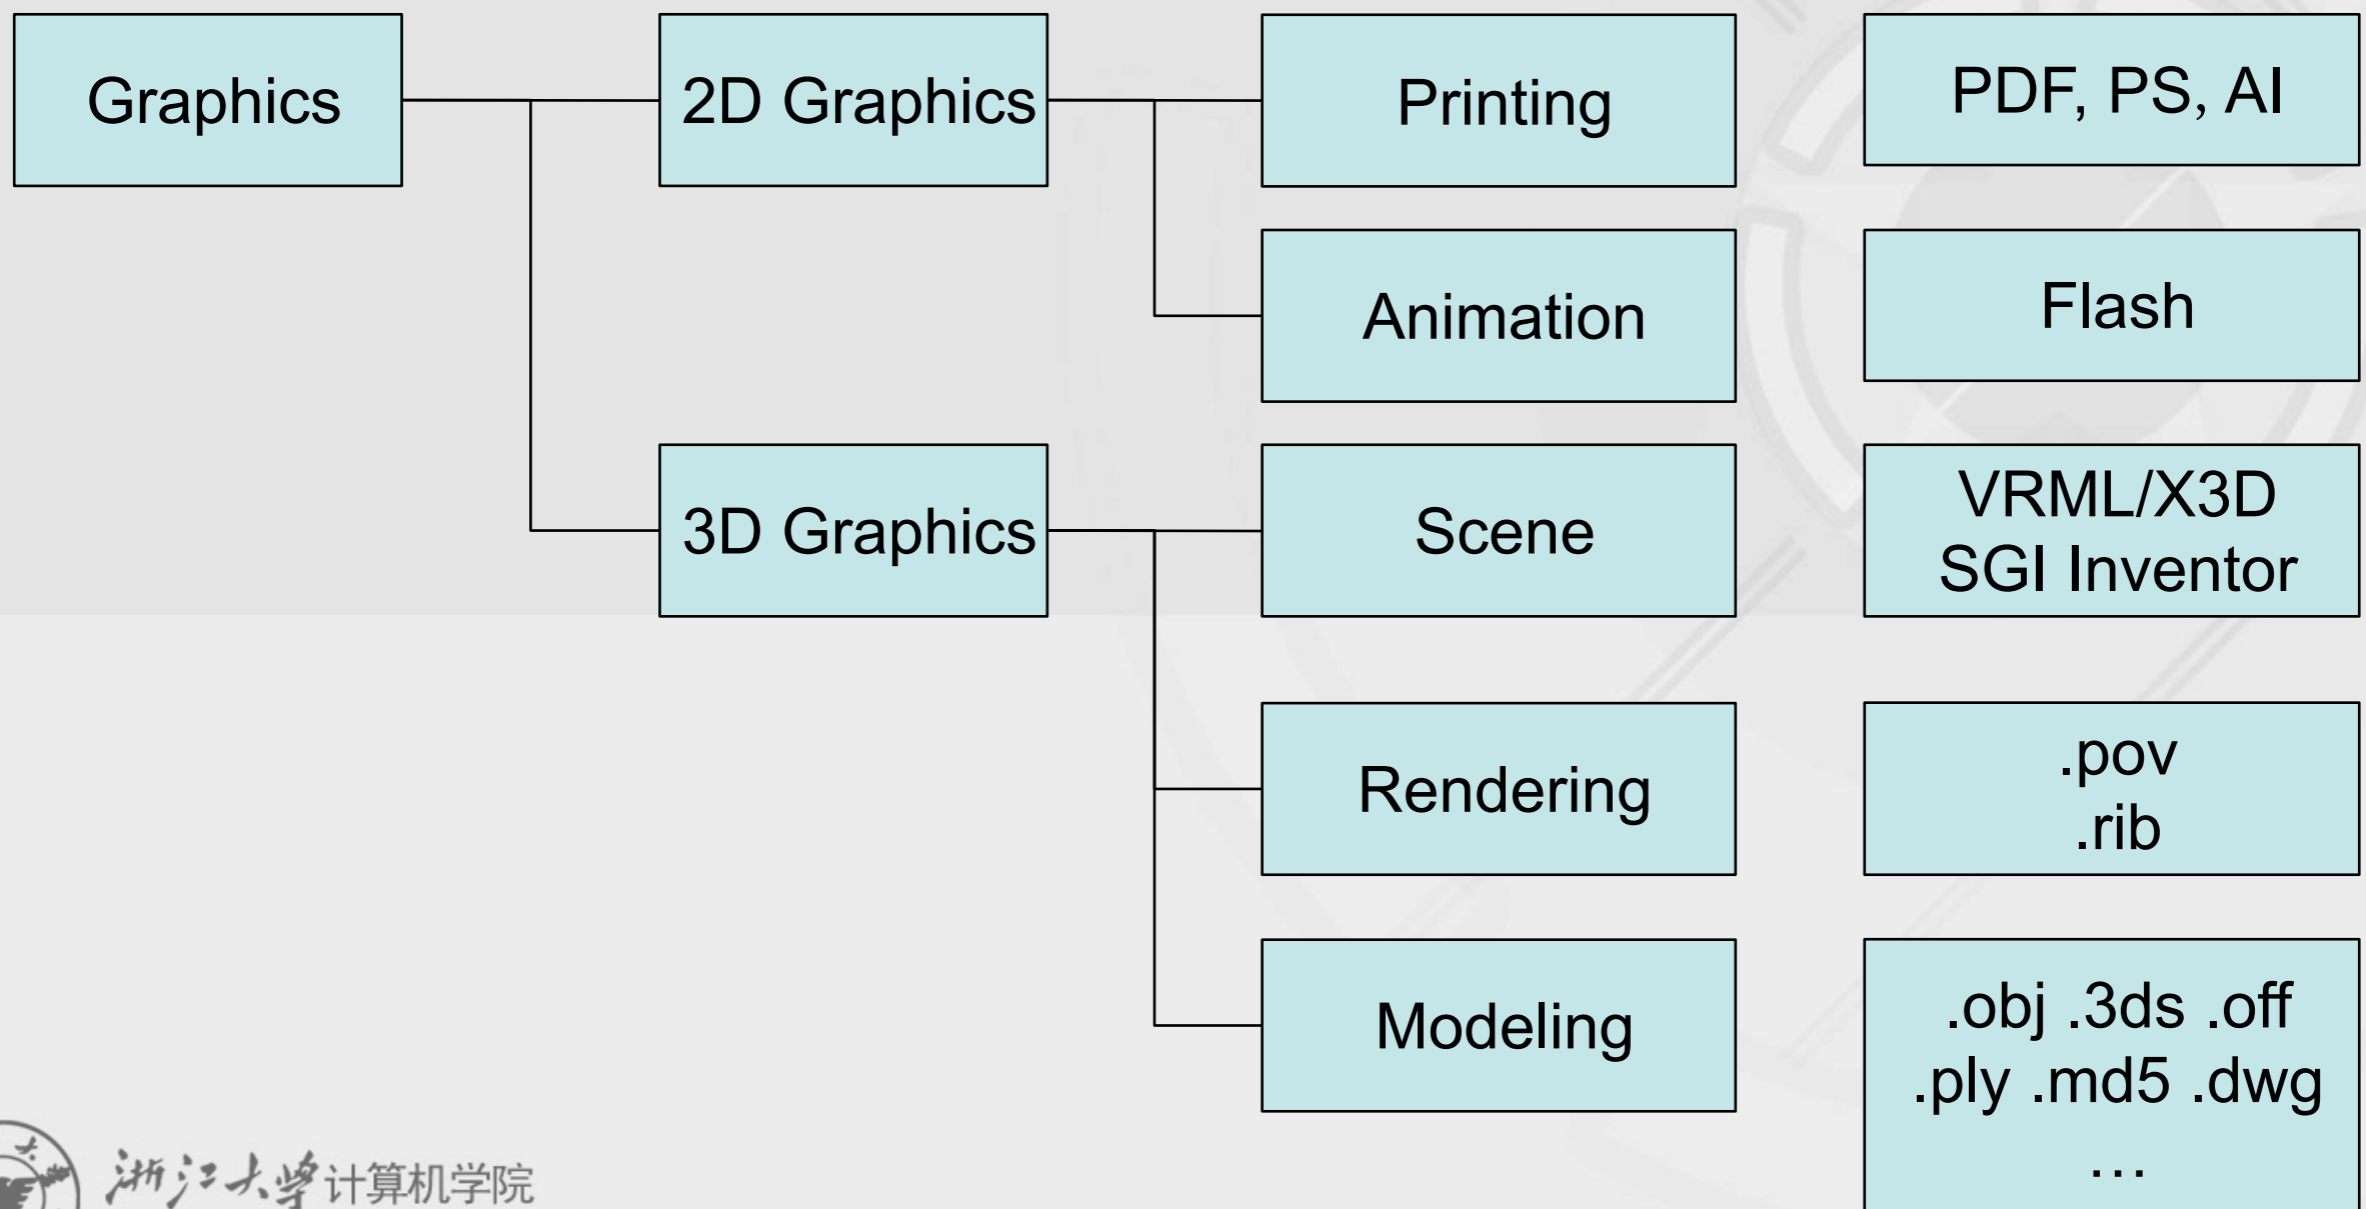 Graphics
2D Graphics
Printing
PDF, PS, AI
Animation
Flash
3D Graphics
Scene
VRML/X3D
SGI Inventor
Rendering
.pov
.rib
Modeling
.obj .3ds .off
.ply .md5 .dwg
…
浙江大学计算机学院